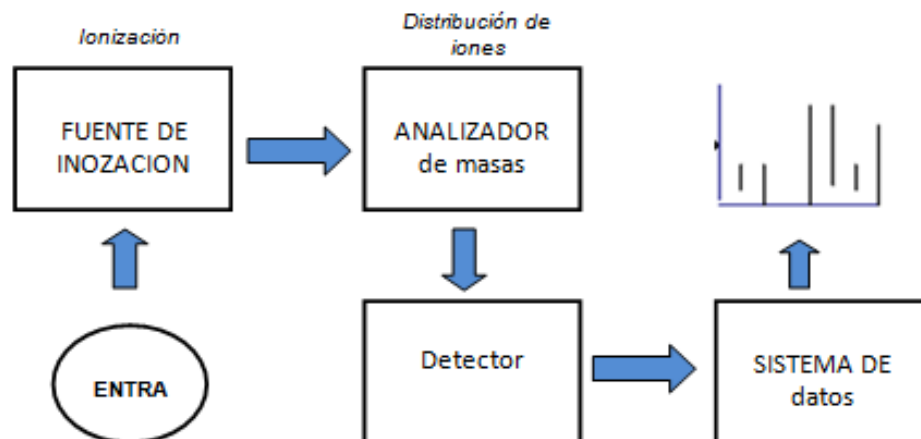 Ionización
Distribución de
iones
FUENTE DE
INOZACION
ANALIZADOR
de masas
ENTRA
Detector
SISTEMA DE
datos